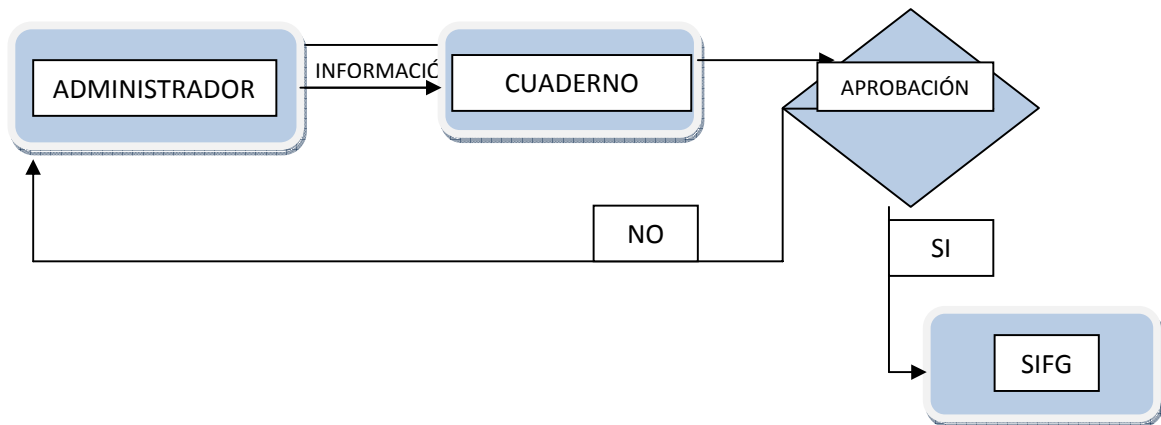 ADMINISTRADOR
INFORMACIÓ
CUADERNO
APROBACIÓN
NO
SI
SIFG